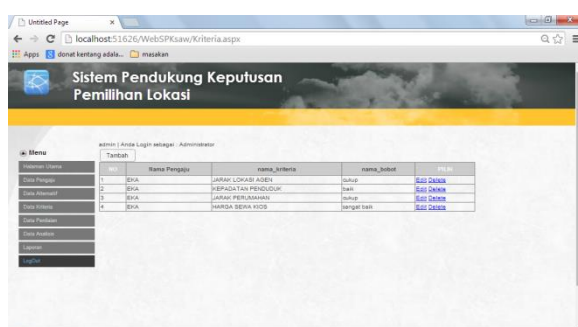 Untitled Page
localhost:51626/WebSPKsaw/Kriteria.aspx
Apps donat kentang adala... masakan
Sistem Pendukung Keputusan
Pemilihan Lokasi
admin | Anda Login sebagai : Administrator
Menu
Tambah
Halaman Utama
NO Nama Pengaju nama_kriteria nama_bobot PILIH
Data Pengaju
1 EKA JARAK LOKASI AGEN cukup Edit Delete
2 EKA KEPADATAN PENDUDUK baik Edit Delete
Data Alternatif
3 EKA JARAK PERUMAHAN cukup Edit Delete
Data Kriteria
4 EKA HARGA SEWA KIOS sangat baik Edit Delete
Data Penilaian
Data Analisis
Laporan
LogOut